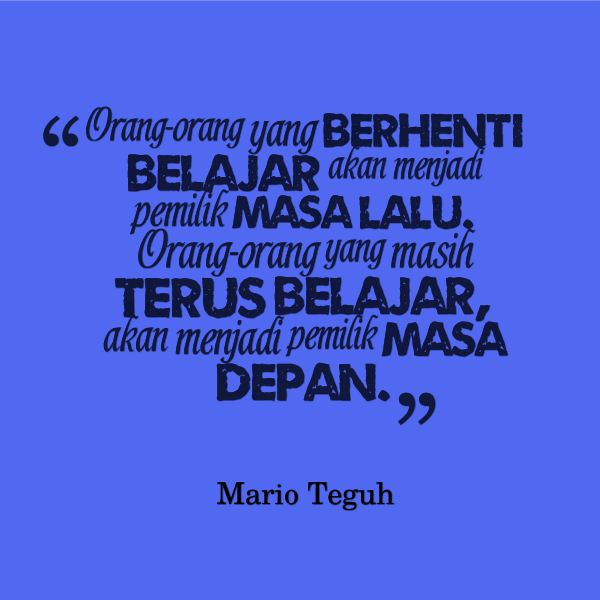 “Orang-orang yang BERHENTI
BELAJAR akan menjadi
pemilik MASA LALU.
Orang-orang yang masih
TERUS BELAJAR,
akan menjadi pemilik MASA
DEPAN.”
Mario Teguh